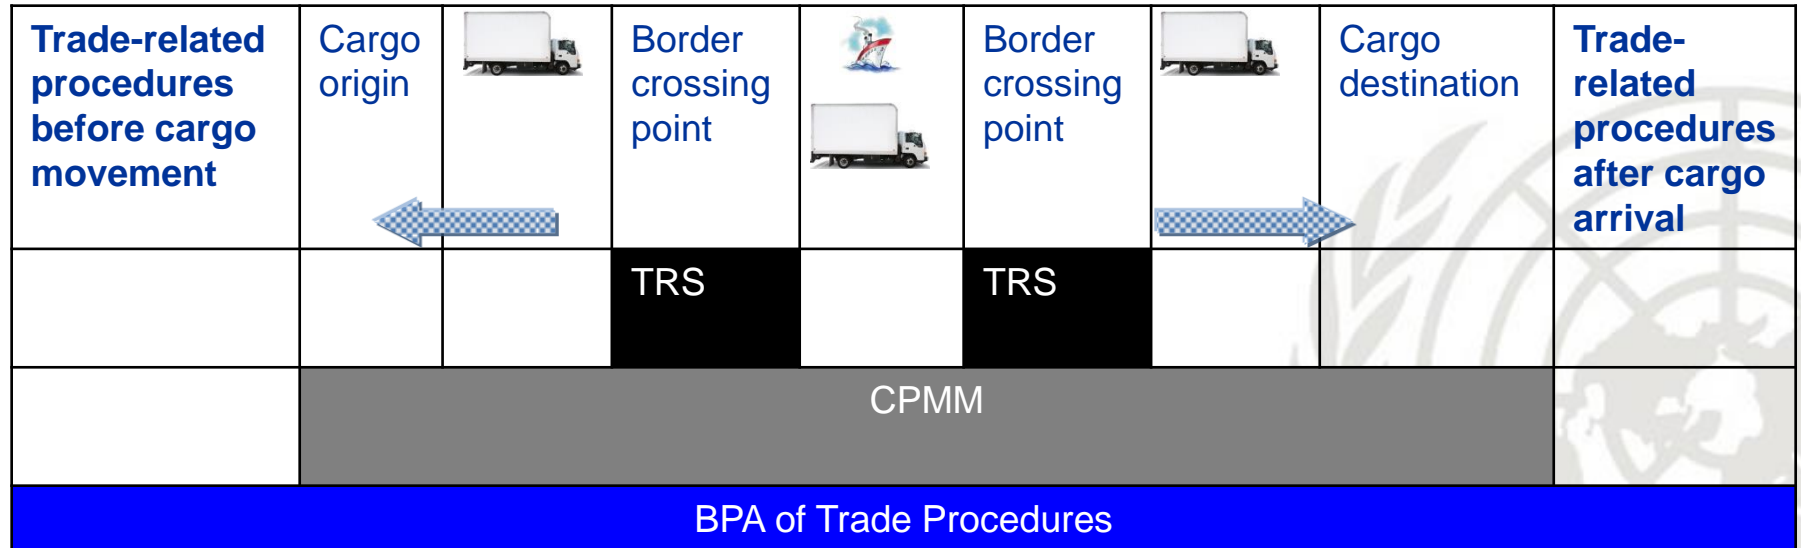 Trade-related
procedures
before cargo
movement
Cargo
origin
Border
crossing
point
Border
crossing
point
Cargo
destination
Trade-
related
procedures
after cargo
arrival
TRS
TRS
CPMM
BPA of Trade Procedures